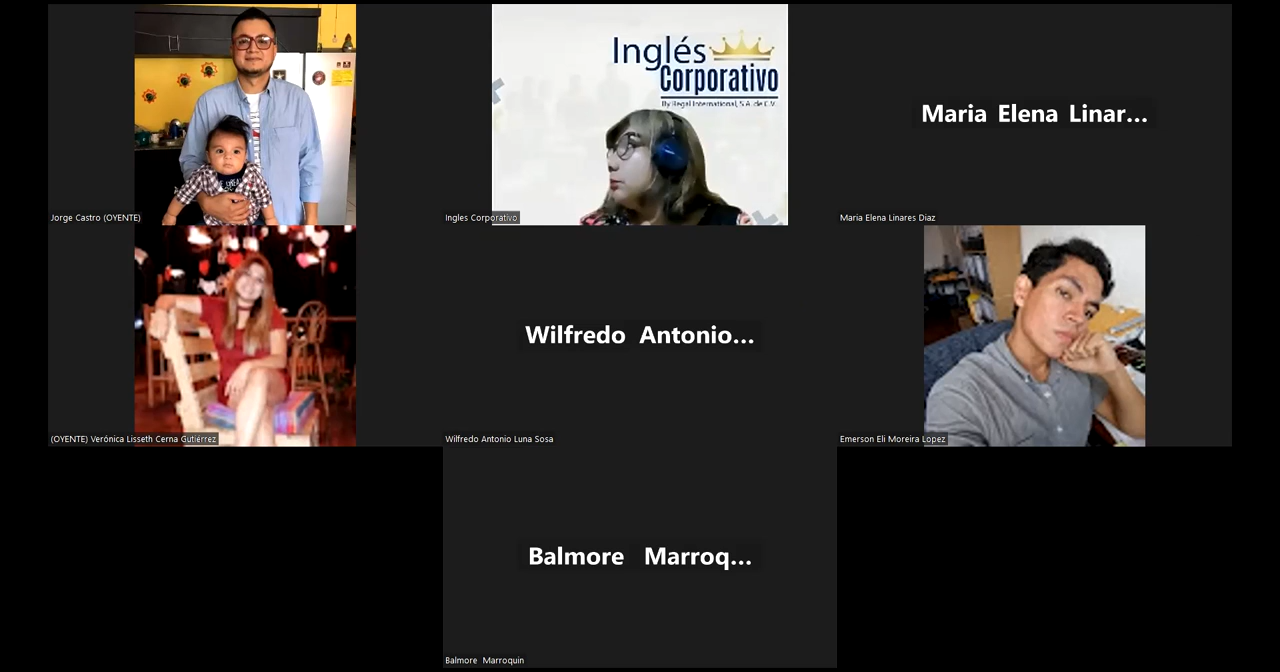 Inglés
Corporativo
By Regal International, S.A. de C.V.
Maria Elena Linar...
Jorge Castro (OYENTE)
Ingles Corporativo
Maria Elena Linares Diaz
Wilfredo Antonio...
(OYENTE) Verónica Lisseth Cerna Gutiérrez
Wilfredo Antonio Luna Sosa
Emerson Eli Moreira Lopez
Balmore Marroq...
Balmore Marroquin